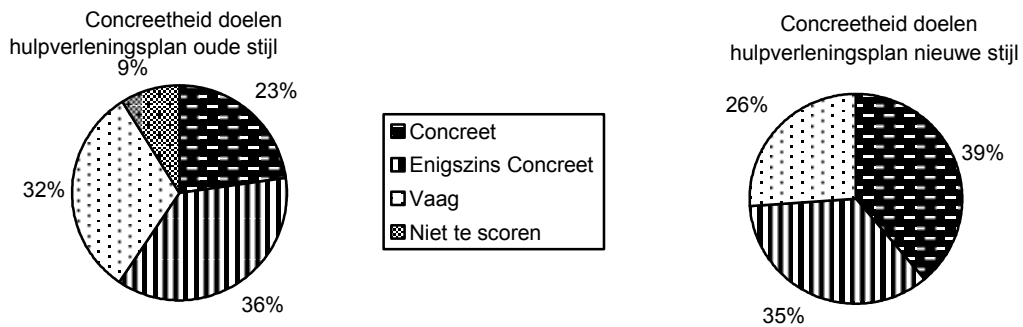 Concreetheid doelen
hulpverleningsplan oude stijl
9%
23%
32%
36%
Concreet
Enigszins Concreet
Vaag
Niet te scoren
Concreetheid doelen
hulpverleningsplan nieuwe stijl
26%
39%
35%